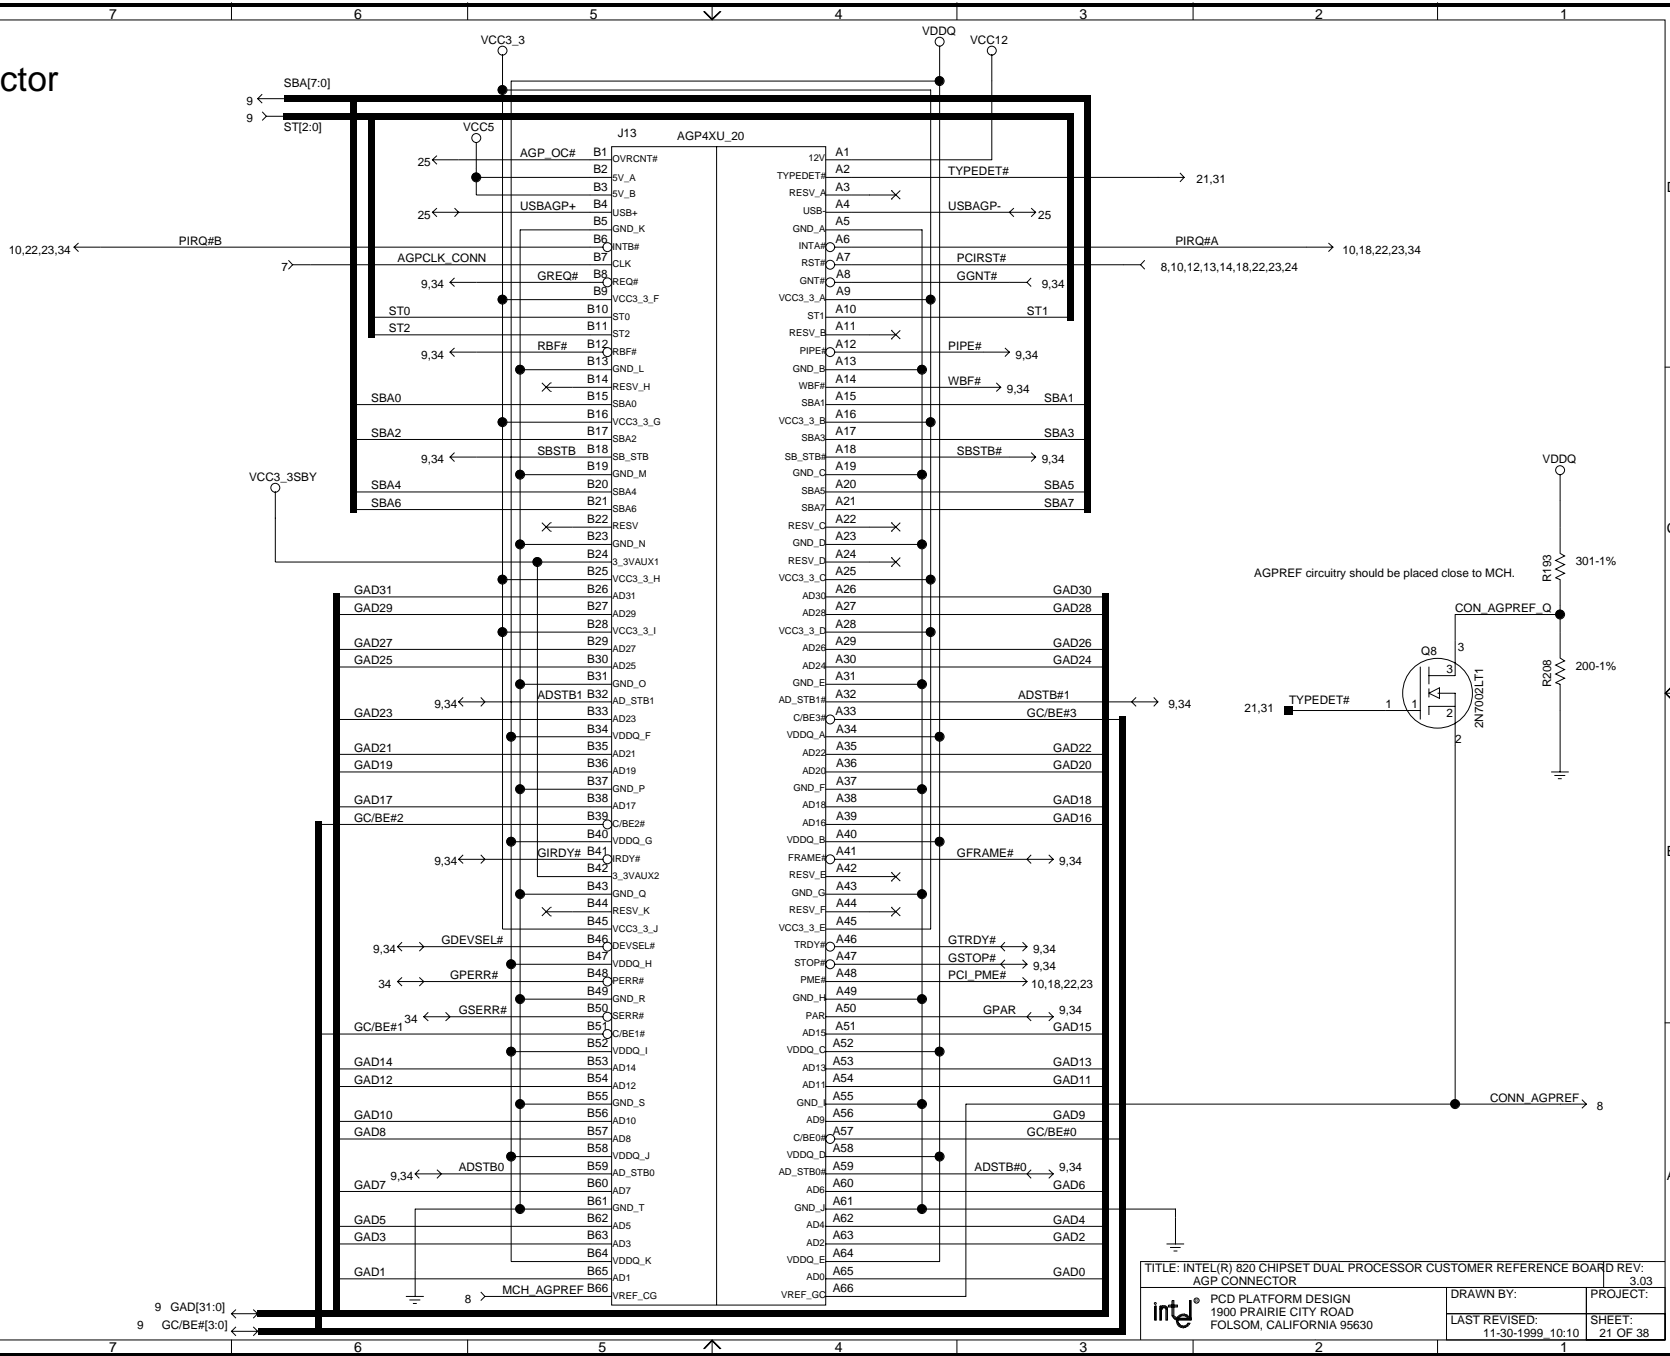 7 6 5 4 3 2 1
ctor
VCC3_3
VDDQ
VCC12
SBA[7:0]
9
9
ST[2:0]
VCC5
J13 AGP4XU_20
25 AGP_OC# B1 OVRCNT# 12V A1
B2 5V_A TYPEDET# A2 TYPEDET# 21,31
B3 5V_B RESV_A A3
25 USBAGP+ B4 USB+ USB- A4 USBAGP- 25
B5 GND_K GND_A A5
10,22,23,34 PIRQ#B B6 INTB# INTA# A6 PIRQ#A 10,18,22,23,34
7 AGPCLK_CONN B7 CLK RST# A7 PCIRST# 8,10,12,13,14,18,22,23,24
9,34 GREQ# B8 REQ# GNT# A8 GGNT# 9,34
B9 VCC3_3_F VCC3_3_A A9
ST0 B10 ST0 ST1 A10 ST1
ST2 B11 ST2 RESV_B A11
9,34 RBF# B12 RBF# PIPE# A12 PIPE# 9,34
B13 GND_L GND_B A13
B14 RESV_H WBF# A14 WBF# 9,34
SBA0 B15 SBA0 SBA1 A15 SBA1
B16 VCC3_3_G VCC3_3_B A16
SBA2 B17 SBA2 SBA3 A17 SBA3
9,34 SBSTB B18 SB_STB SB_STB# A18 SBSTB# 9,34
B19 GND_M GND_C A19
VCC3_3SBY
SBA4 B20 SBA4 SBA5 A20 SBA5
SBA6 B21 SBA6 SBA7 A21 SBA7
B22 RESV RESV_C A22
B23 GND_N GND_D A23
B24 3_3VAUX1 RESV_D A24
B25 VCC3_3_H VCC3_3_C A25
GAD31 B26 AD31 AD30 A26 GAD30
GAD29 B27 AD29 AD28 A27 GAD28
B28 VCC3_3_I VCC3_3_D A28
GAD27 B29 AD27 AD26 A29 GAD26
GAD25 B30 AD25 AD24 A30 GAD24
B31 GND_O GND_E A31
9,34 ADSTB1 B32 AD_STB1 AD_STB1# A32 ADSTB#1 9,34
GAD23 B33 AD23 C/BE3# A33 GC/BE#3
B34 VDDQ_F VDDQ_A A34
GAD21 B35 AD21 AD22 A35 GAD22
GAD19 B36 AD19 AD20 A36 GAD20
B37 GND_P GND_F A37
GAD17 B38 AD17 AD18 A38 GAD18
GC/BE#2 B39 C/BE2# AD16 A39 GAD16
B40 VDDQ_G VDDQ_B A40
9,34 GIRDY# B41 IRDY# FRAME# A41 GFRAME# 9,34
B42 3_3VAUX2 RESV_E A42
B43 GND_Q GND_G A43
B44 RESV_K RESV_F A44
B45 VCC3_3_J VCC3_3_E A45
9,34 GDEVSEL# B46 DEVSEL# TRDY# A46 GTRDY# 9,34
B47 VDDQ_H STOP# A47 GSTOP# 9,34
34 GPERR# B48 PERR# PME# A48 PCI_PME# 10,18,22,23
B49 GND_R GND_H A49
34 GSERR# B50 SERR# PAR A50 GPAR 9,34
GC/BE#1 B51 C/BE1# AD15 A51 GAD15
B52 VDDQ_I VDDQ_C A52
GAD14 B53 AD14 AD13 A53 GAD13
GAD12 B54 AD12 AD11 A54 GAD11
B55 GND_S GND_I A55
GAD10 B56 AD10 AD9 A56 GAD9
GAD8 B57 AD8 C/BE0# A57 GC/BE#0
B58 VDDQ_J VDDQ_D A58
9,34 ADSTB0 B59 AD_STB0 AD_STB0# A59 ADSTB#0 9,34
GAD7 B60 AD7 AD6 A60 GAD6
B61 GND_T GND_J A61
GAD5 B62 AD5 AD4 A62 GAD4
GAD3 B63 AD3 AD2 A63 GAD2
B64 VDDQ_K VDDQ_E A64
GAD1 B65 AD1 AD0 A65 GAD0
8 MCH_AGPREF B66 VREF_CG VREF_GC A66
9 GAD[31:0]
9 GC/BE#[3:0]
VDDQ
R193 301-1%
AGPREF circuitry should be placed close to MCH.
CON_AGPREF_Q
Q8 3
3
R208 200-1%
21,31 TYPEDET# 1 1 2 2N7002LT1
2
CONN_AGPREF 8
D
C
B
A
TITLE: INTEL(R) 820 CHIPSET DUAL PROCESSOR CUSTOMER REFERENCE BOARD REV:
AGP CONNECTOR 3.03
intel®
PCD PLATFORM DESIGN
1900 PRAIRIE CITY ROAD
FOLSOM, CALIFORNIA 95630
DRAWN BY: PROJECT:
LAST REVISED: SHEET:
11-30-1999_10:10 21 OF 38
7 6 5 4 3 2 1